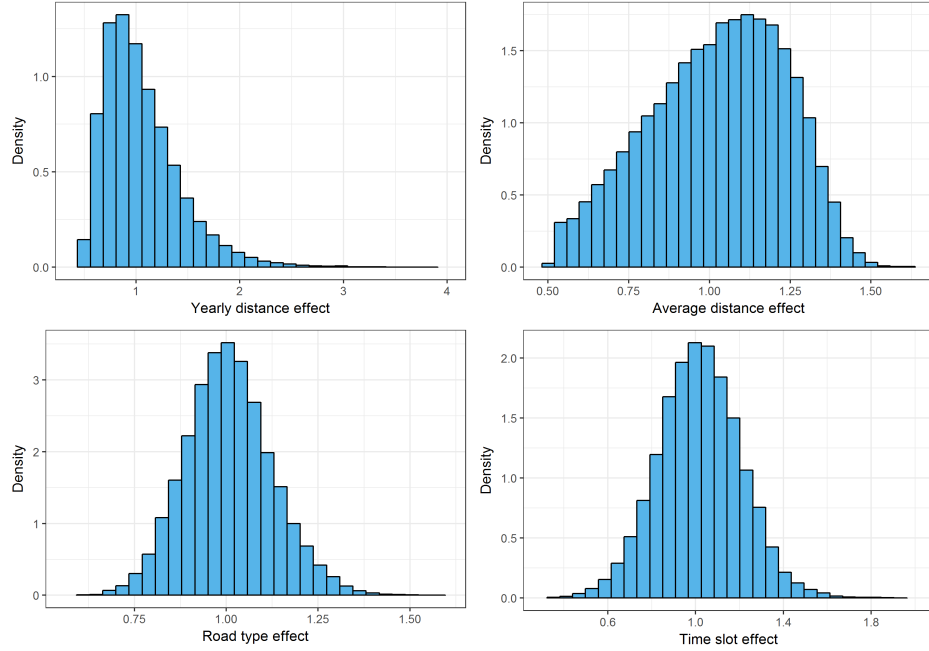 Density
1.0
0.5
0.0
1 2 3 4
Yearly distance effect
Density
1.5
1.0
0.5
0.0
0.50 0.75 1.00 1.25 1.50
Average distance effect
Density
3
2
1
0
0.75 1.00 1.25 1.50
Road type effect
Density
2.0
1.5
1.0
0.5
0.0
0.6 1.0 1.4 1.8
Time slot effect